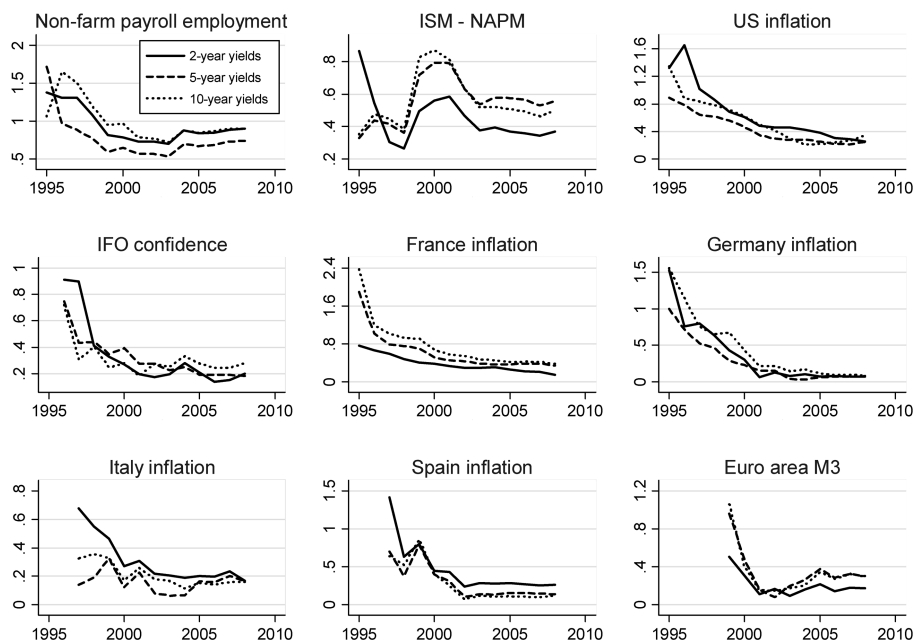 Non-farm payroll employment
2
1.5
1
.5
1995 2000 2005 2010
2-year yields
5-year yields
10-year yields
ISM - NAPM
.8
.6
.4
.2
1995 2000 2005 2010
US inflation
1.6
1.2
.8
.4
0
1995 2000 2005 2010
IFO confidence
1
.8
.6
.4
.2
1995 2000 2005 2010
France inflation
2.4
1.6
.8
0
1995 2000 2005 2010
Germany inflation
1.5
1
.5
0
1995 2000 2005 2010
Italy inflation
.8
.6
.4
.2
0
1995 2000 2005 2010
Spain inflation
1.5
1
.5
0
1995 2000 2005 2010
Euro area M3
1.2
.8
.4
0
1995 2000 2005 2010